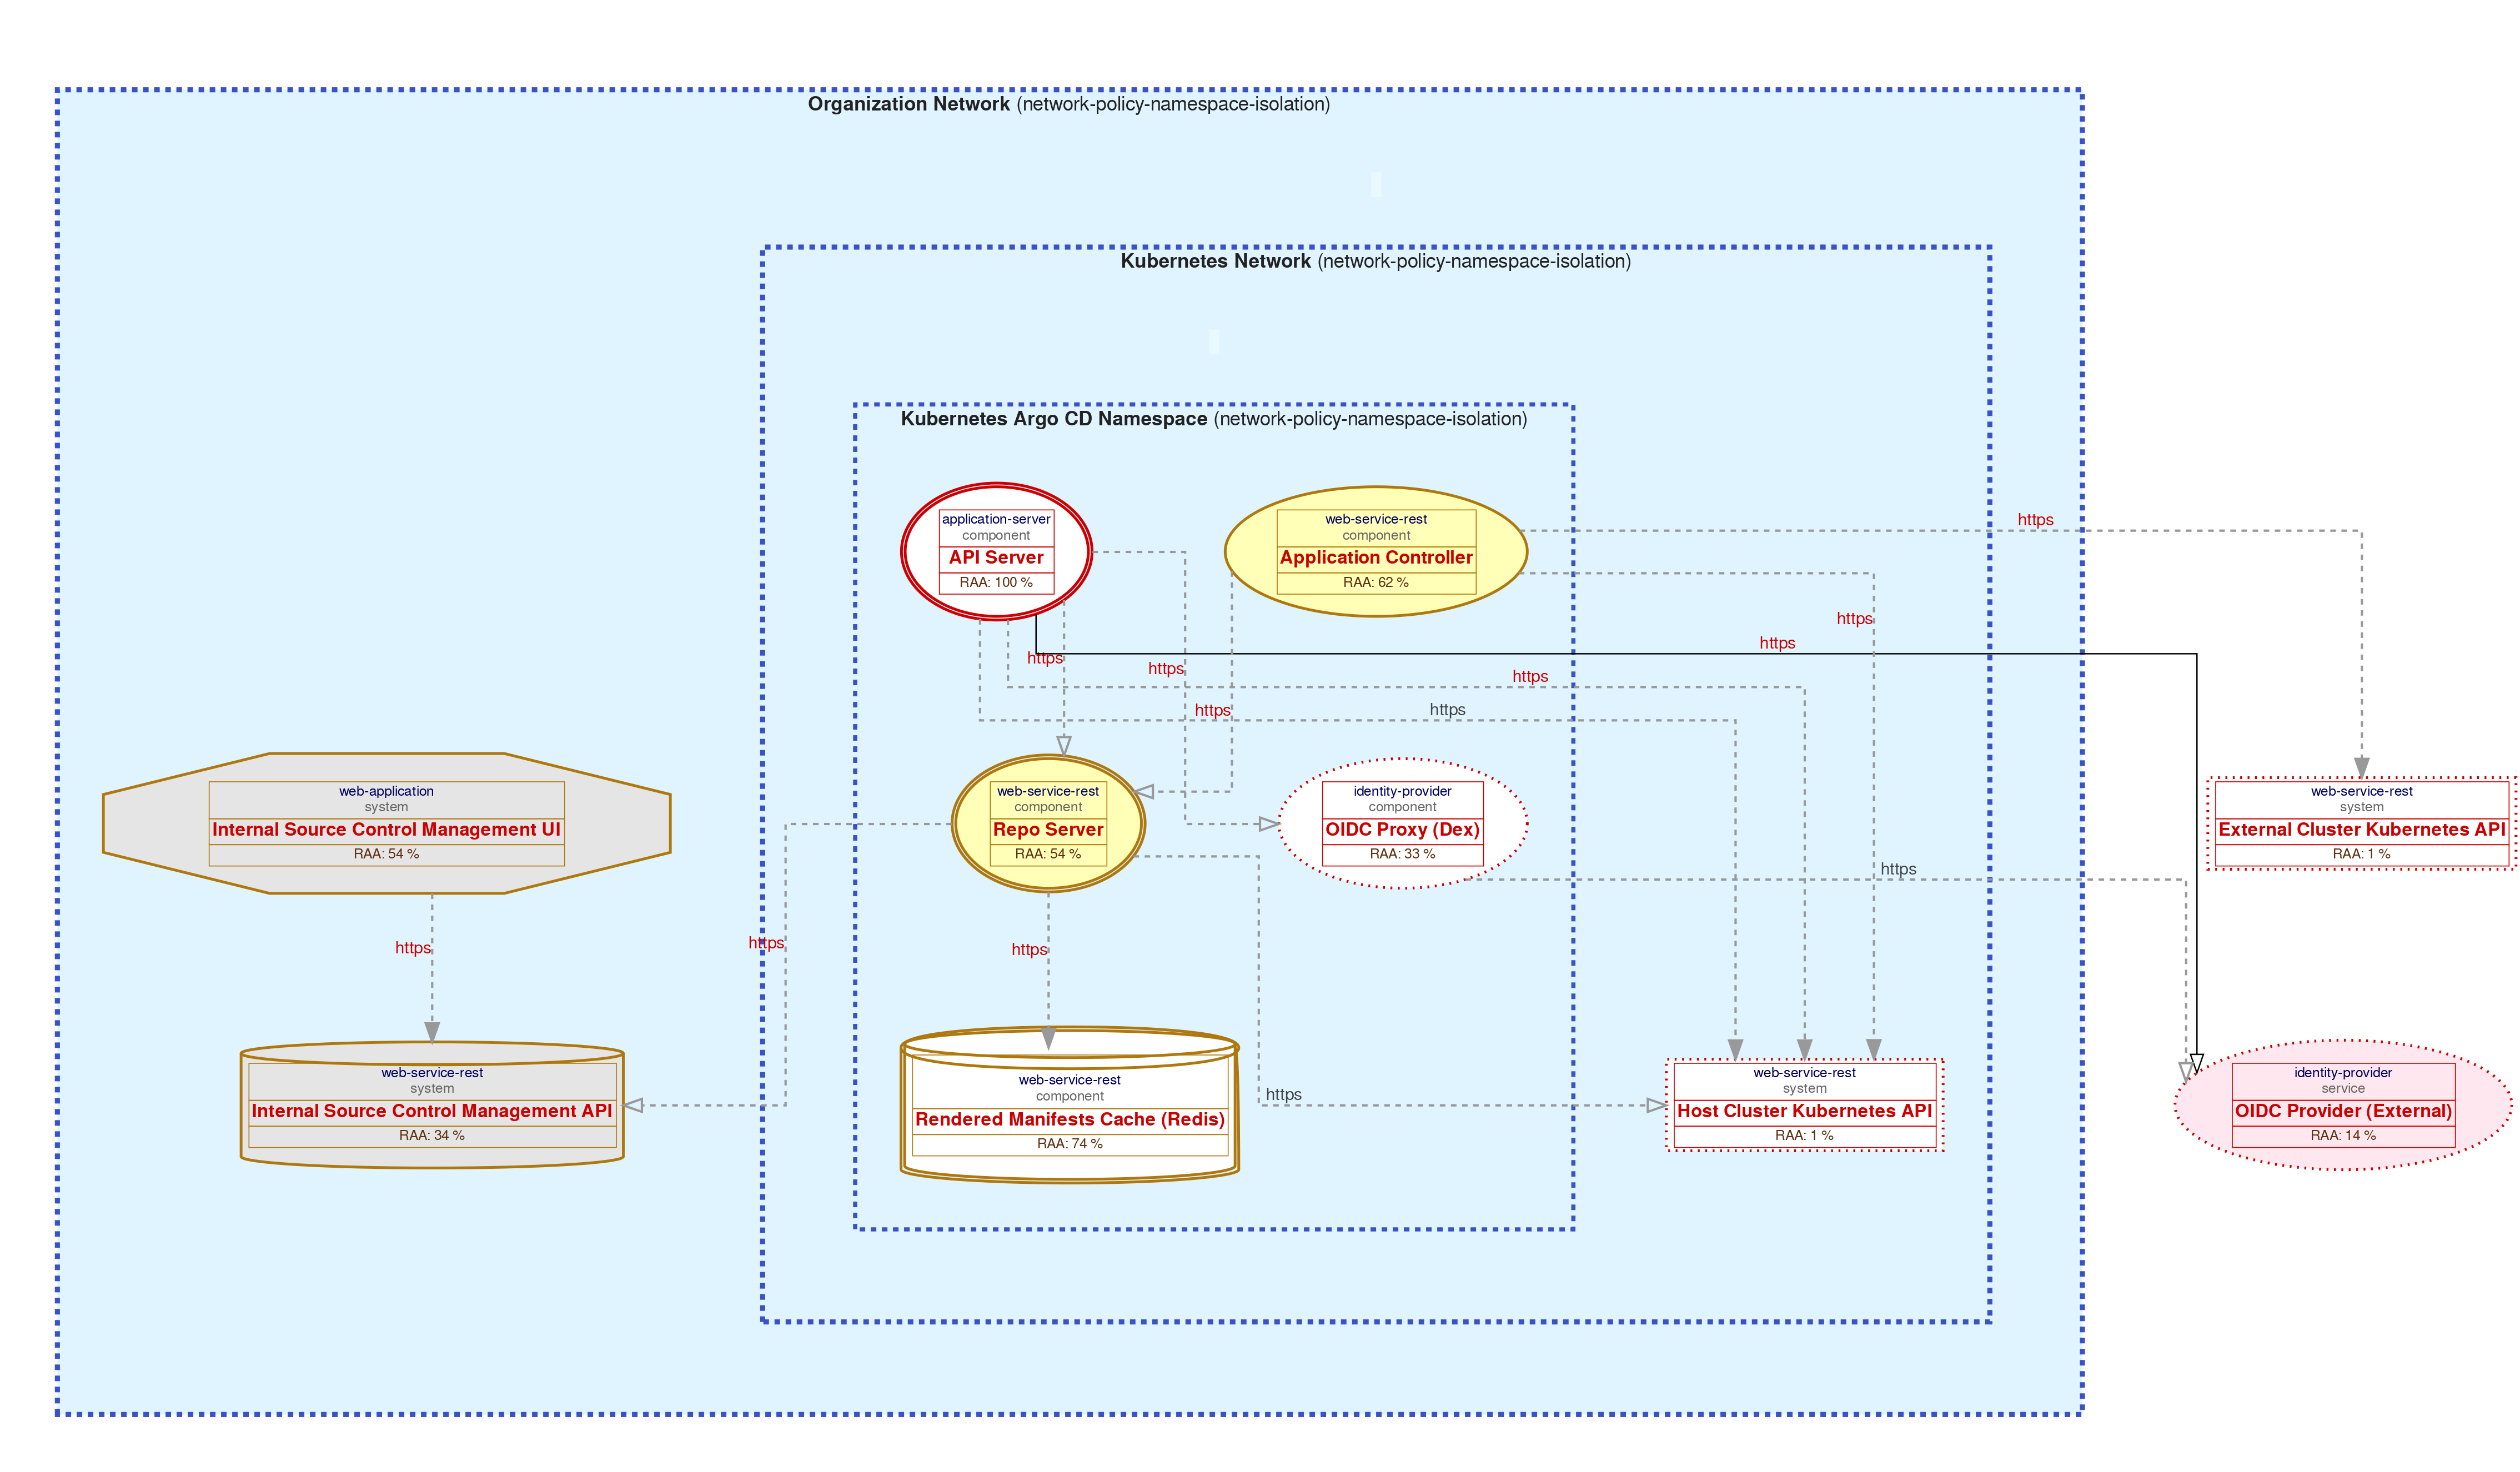 Organization Network (network-policy-namespace-isolation)
Kubernetes Network (network-policy-namespace-isolation)
Kubernetes Argo CD Namespace (network-policy-namespace-isolation)
application-server
component
API Server
RAA: 100 %
web-service-rest
component
Application Controller
RAA: 62 %
https
https
https
https
https
https
https
https
web-application
system
Internal Source Control Management UI
RAA: 54 %
web-service-rest
component
Repo Server
RAA: 54 %
identity-provider
component
OIDC Proxy (Dex)
RAA: 33 %
web-service-rest
system
External Cluster Kubernetes API
RAA: 1 %
https
https
https
https
https
web-service-rest
system
Internal Source Control Management API
RAA: 34 %
web-service-rest
component
Rendered Manifests Cache (Redis)
RAA: 74 %
web-service-rest
system
Host Cluster Kubernetes API
RAA: 1 %
identity-provider
service
OIDC Provider (External)
RAA: 14 %